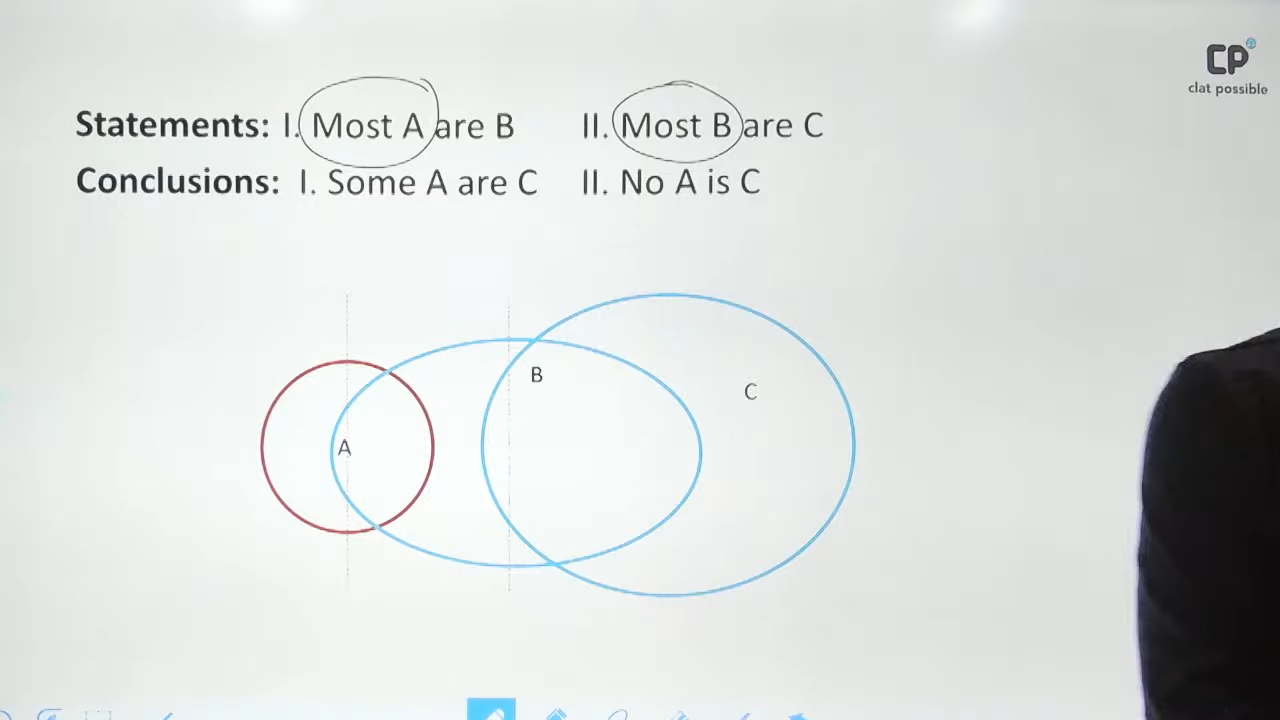 CP
clat possible
Statements: I. Most A are B II. Most B are C
Conclusions: I. Some A are C II. No A is C
B
C
A